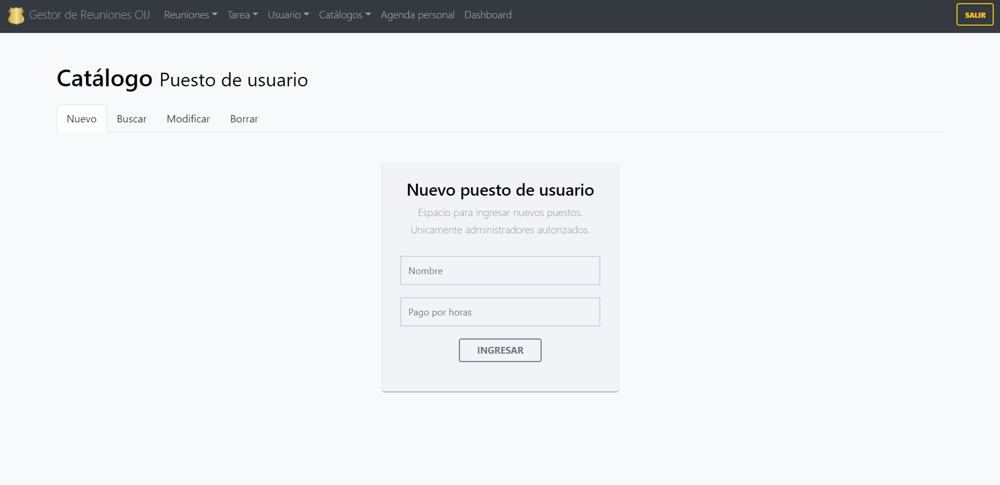 Gestor de Reuniones OIJ Reuniones Tarea Usuario Catálogos Agenda personal Dashboard SALIR
Catálogo Puesto de usuario
Nuevo Buscar Modificar Borrar
Nuevo puesto de usuario
Espacio para ingresar nuevos puestos.
Unicamente administradores autorizados.
Nombre
Pago por horas
INGRESAR